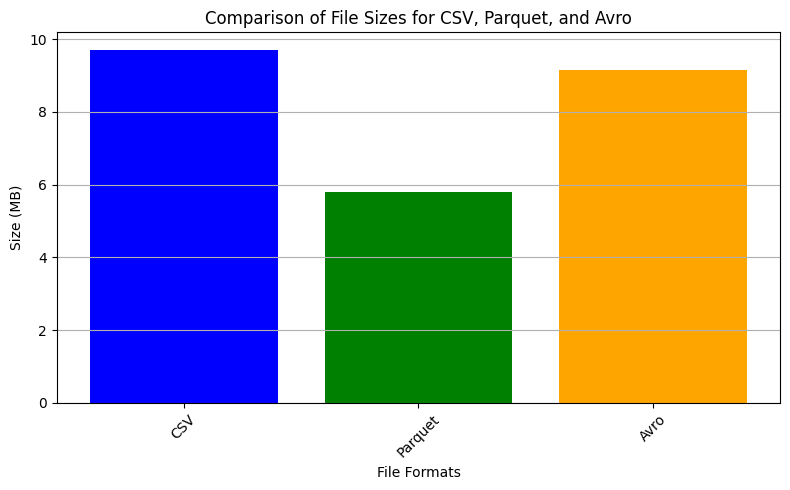 Comparison of File Sizes for CSV, Parquet, and Avro
10
8
6
4
2
0
Size (MB)
CSV
Parquet
Avro
File Formats